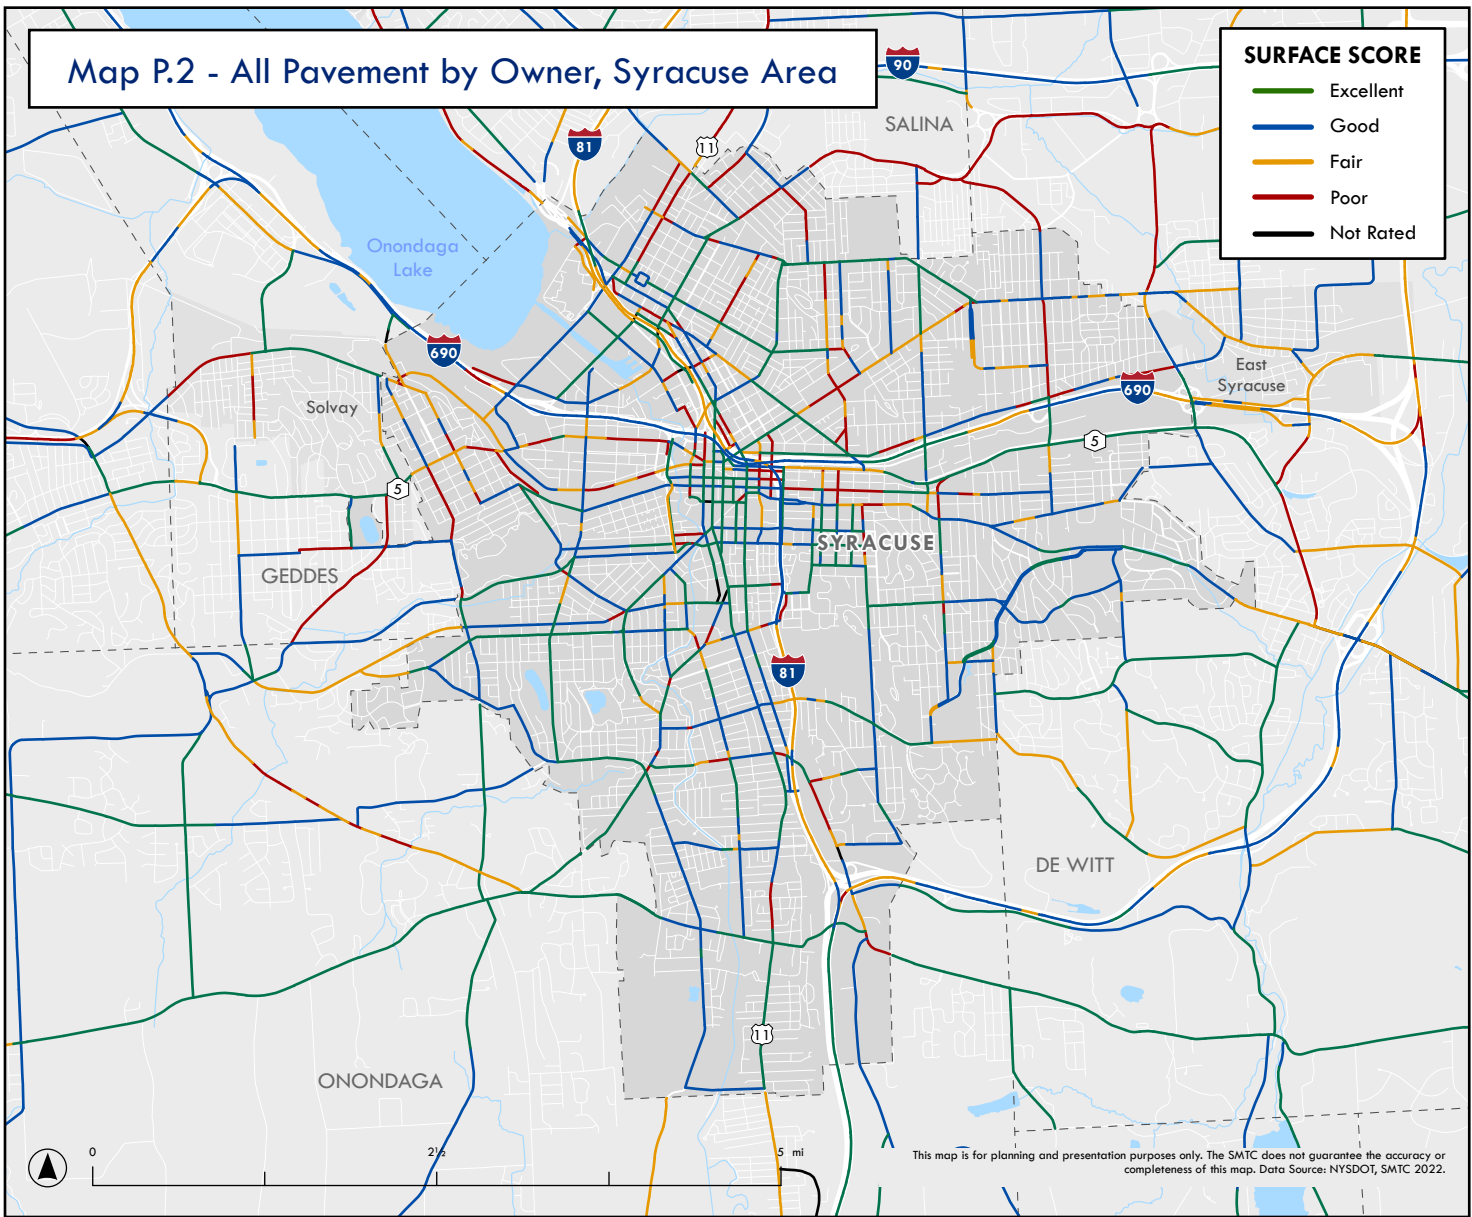 Map P.2 - All Pavement by Owner, Syracuse Area
SURFACE SCORE
Excellent
Good
Fair
Poor
Not Rated
90
SALINA
81
11
Onondaga
Lake
690
East
Syracuse
690
Solvay
5
5
SYRACUSE
GEDDES
81
DE WITT
11
ONONDAGA
0
2½
5 mi
This map is for planning and presentation purposes only. The SMTC does not guarantee the accuracy or
completeness of this map. Data Source: NYSDOT, SMTC 2022.